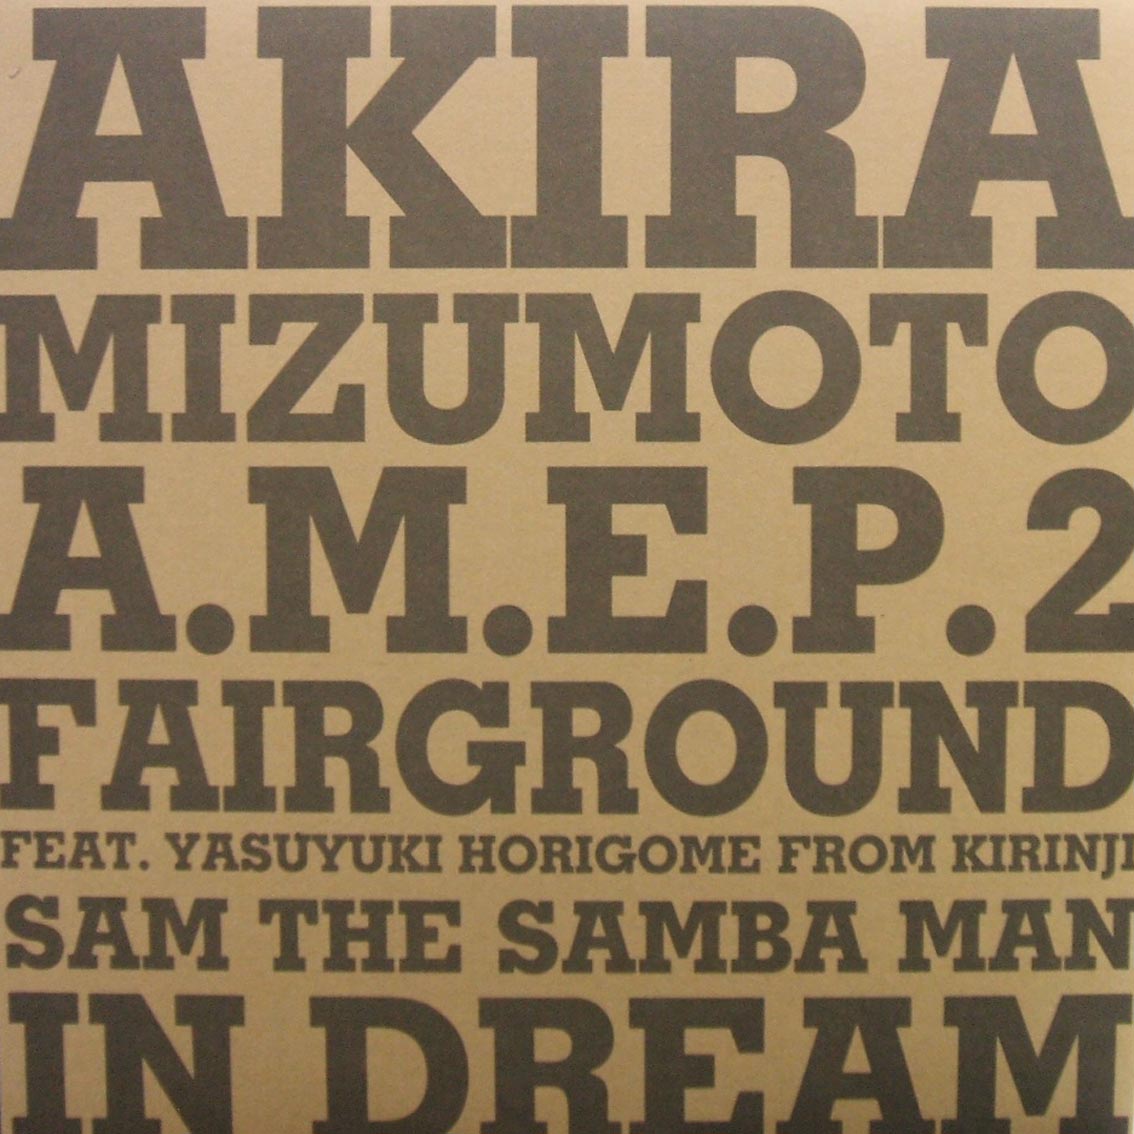 AKIRA
MIZUMOTO
A.M.E.P.2
FAIRGROUND
FEAT. YASUYUKI HORIGOME FROM KIRINJI
SAM THE SAMBA MAN
IN DREAM